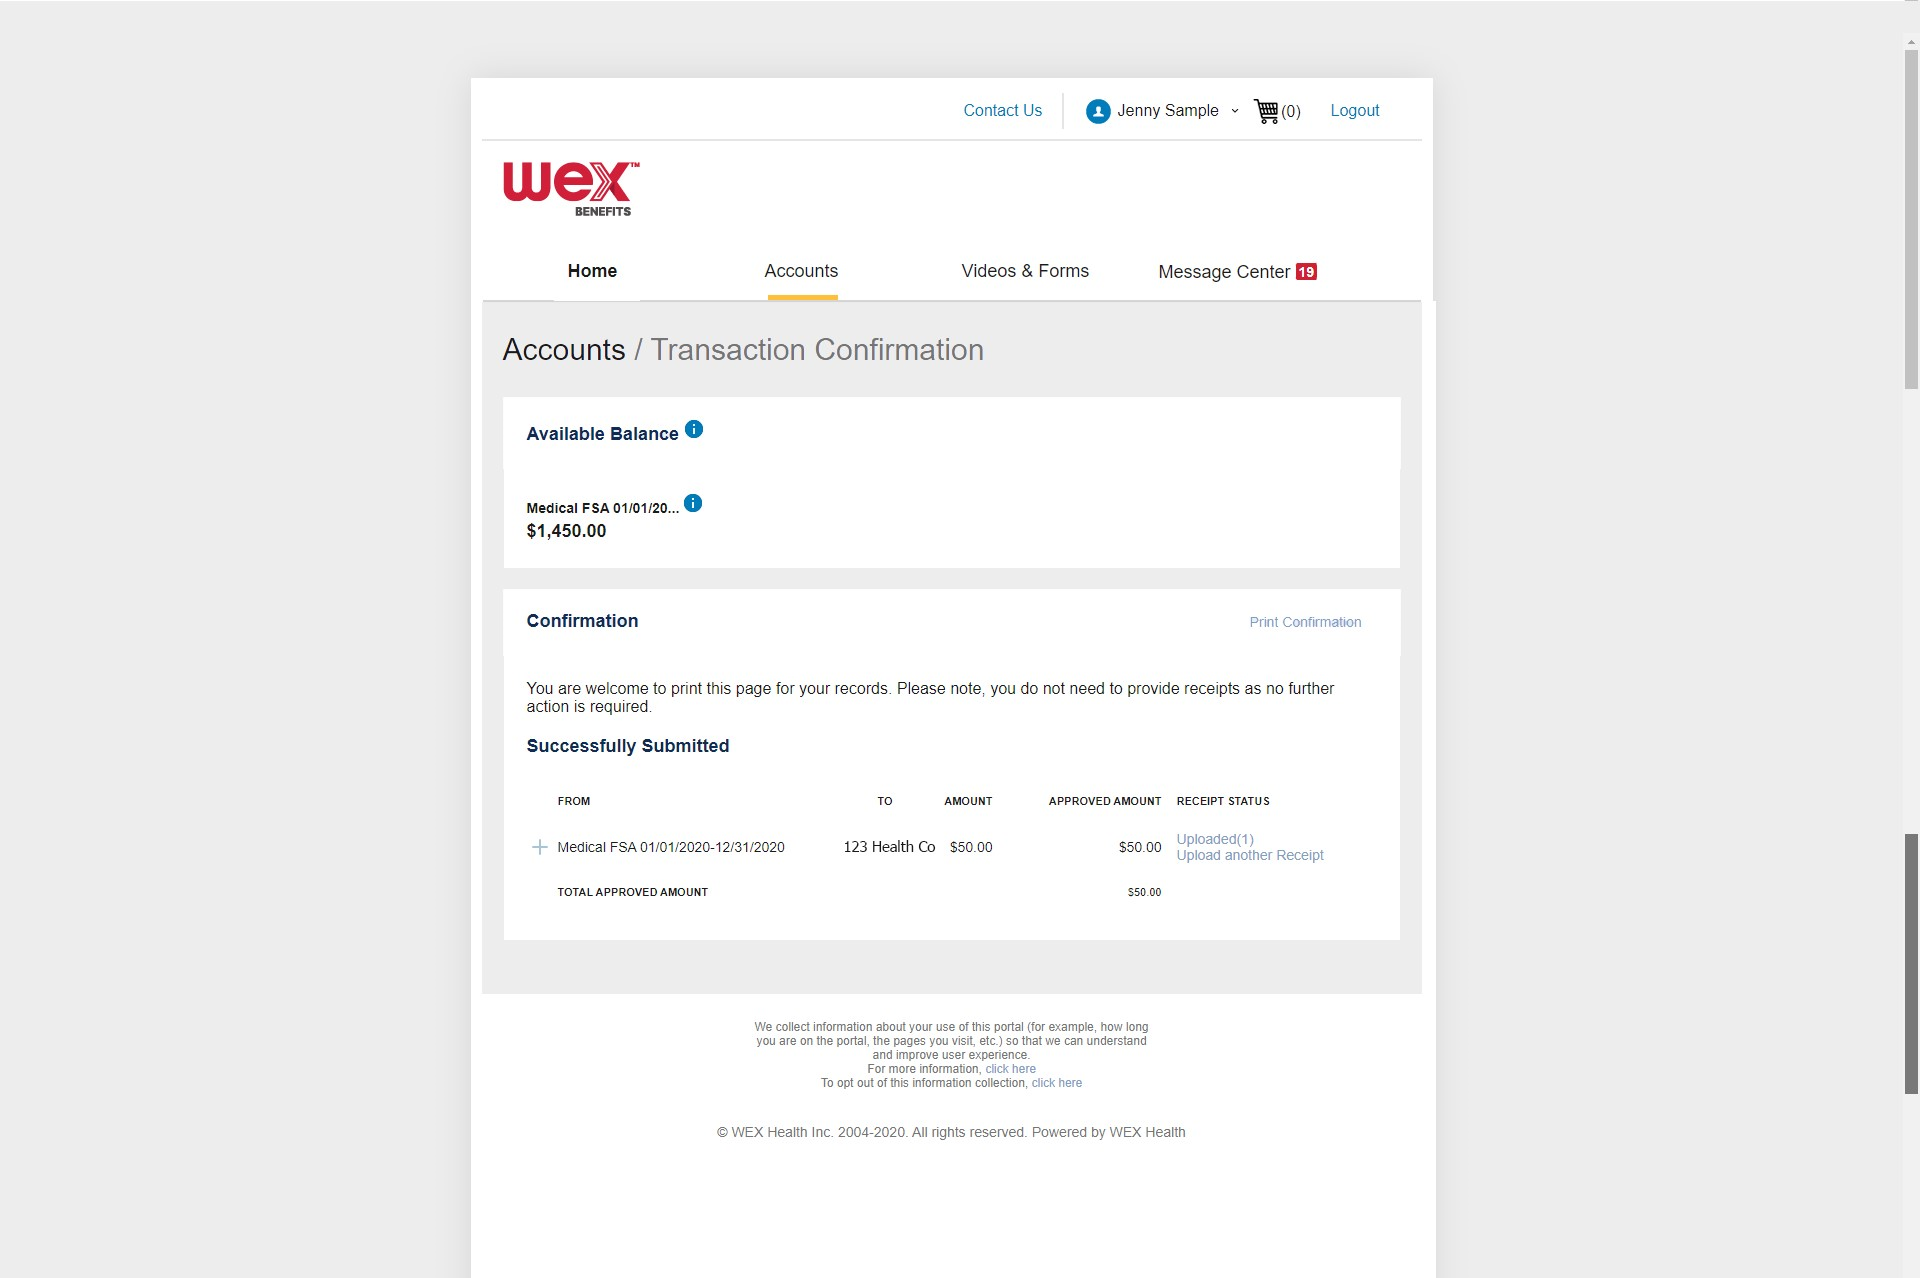 Contact Us Jenny Sample (0) Logout
wex™
BENEFITS
Home Accounts Videos & Forms Message Center 19
Accounts / Transaction Confirmation
Available Balance i
Medical FSA 01/01/20... i
$1,450.00
Confirmation Print Confirmation
You are welcome to print this page for your records. Please note, you do not need to provide receipts as no further
action is required.
Successfully Submitted
FROM TO AMOUNT APPROVED AMOUNT RECEIPT STATUS
Medical FSA 01/01/2020-12/31/2020 123 Health Co $50.00 $50.00 Uploaded(1)
Upload another Receipt
TOTAL APPROVED AMOUNT $50.00
We collect information about your use of this portal (for example, how long
you are on the portal, the pages you visit, etc.) so that we can understand
and improve user experience.
For more information, click here
To opt out of this information collection, click here
© WEX Health Inc. 2004-2020. All rights reserved. Powered by WEX Health